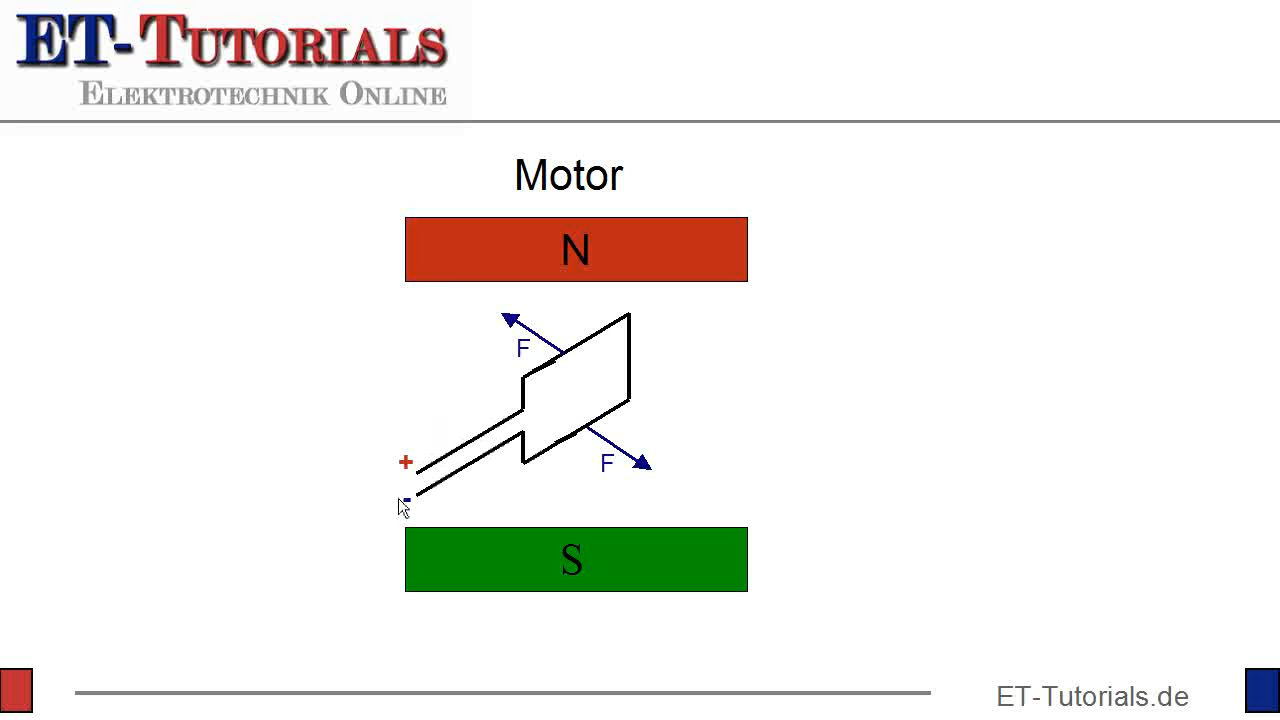 ET-TUTORIALS
ELEKTROTECHNIK ONLINE
Motor
N
F
+
F
-
S
ET-Tutorials.de